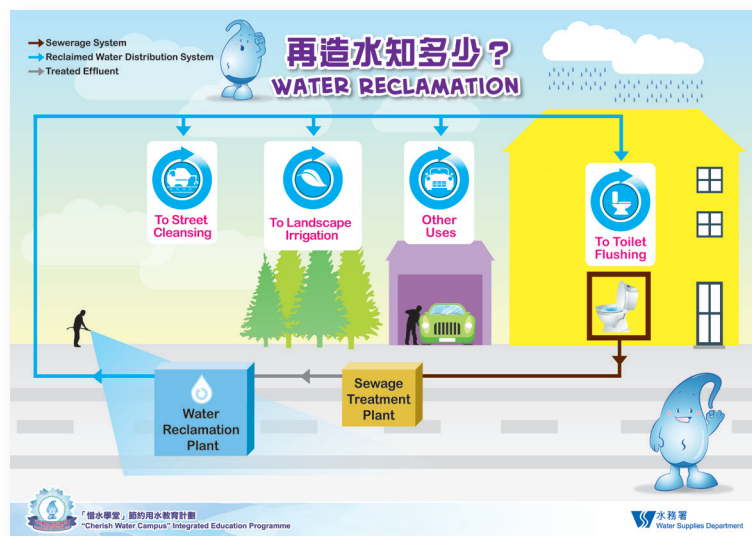 Sewerage System
Reclaimed Water Distribution System
Treated Effluent
再造水知多少？
WATER RECLAMATION
To Street
Cleansing
To Landscape
Irrigation
Other
Uses
To Toilet
Flushing
Water
Reclamation
Plant
Sewage
Treatment
Plant
「惜水學堂」節約用水教育計劃
“Cherish Water Campus” Integrated Education Programme
水務署
Water Supplies Department